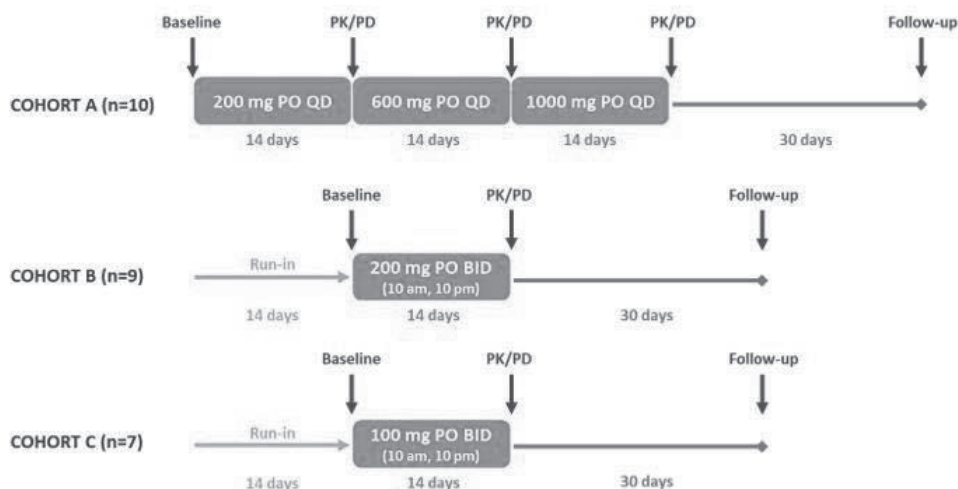 Baseline PK/PD PK/PD PK/PD Follow-up
COHORT A (n=10) 200 mg PO QD 600 mg PO QD 1000 mg PO QD
14 days 14 days 14 days 30 days
Baseline PK/PD Follow-up
COHORT B (n=9) Run-in 200 mg PO BID
(10 am, 10 pm)
14 days 14 days 30 days
Baseline PK/PD Follow-up
COHORT C (n=7) Run-in 100 mg PO BID
(10 am, 10 pm)
14 days 14 days 30 days